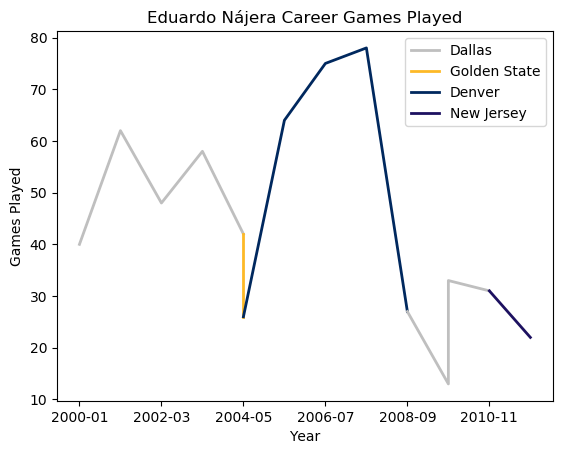 Eduardo Nájera Career Games Played
Dallas
Golden State
Denver
New Jersey
80
70
60
50
40
30
20
10
Games Played
2000-01 2002-03 2004-05 2006-07 2008-09 2010-11
Year